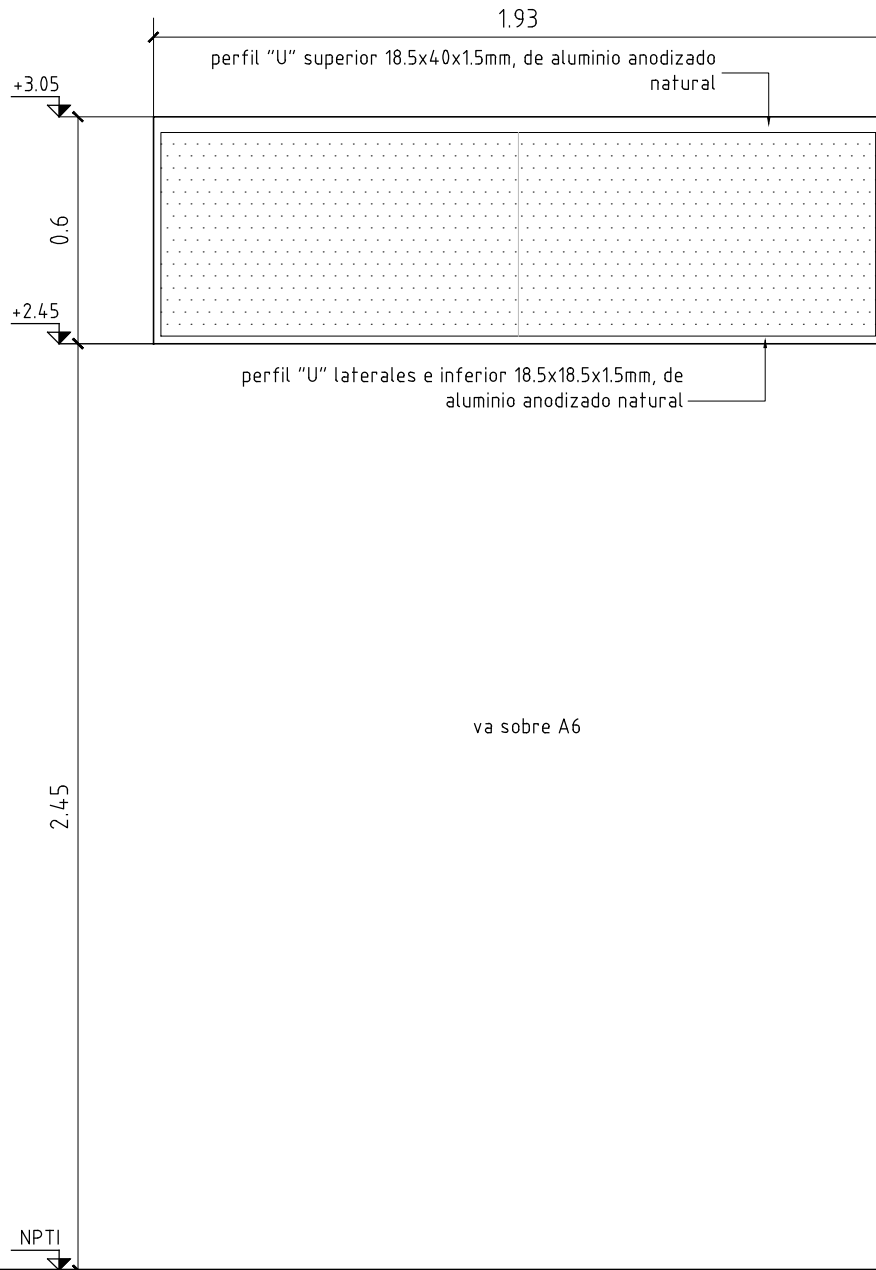 1.93
perfil "U" superior 18.5x40x1.5mm, de aluminio anodizado
natural
+3.05
0.6
+2.45
perfil "U" laterales e inferior 18.5x18.5x1.5mm, de
aluminio anodizado natural
va sobre A6
2.45
NPTI